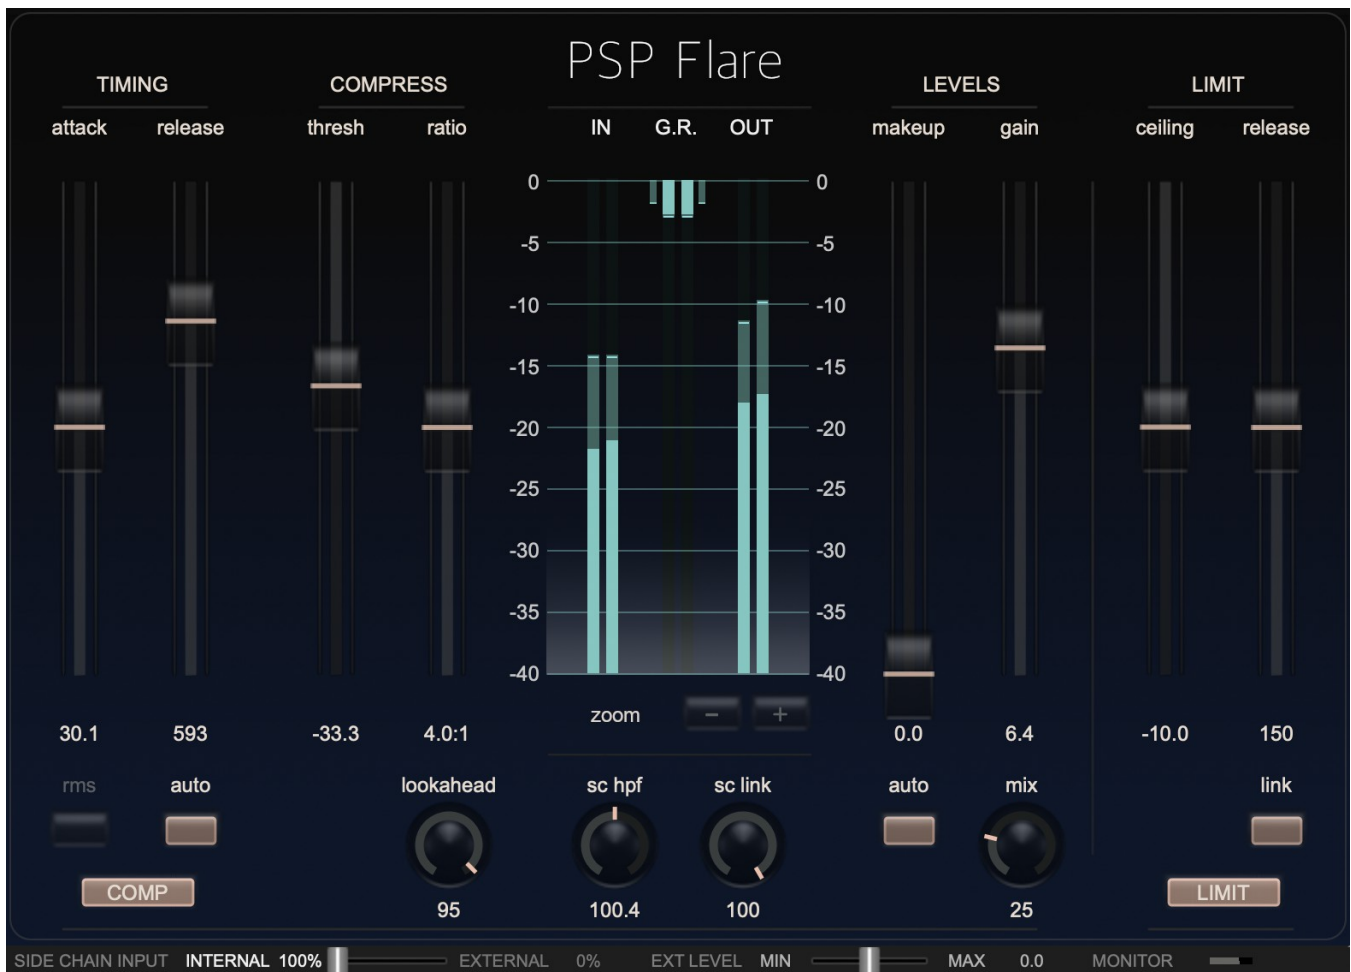 PSP Flare
TIMING COMPRESS LEVELS LIMIT
attack release thresh ratio IN G.R. OUT makeup gain ceiling release
0 0
-5 -5
-10 -10
-15 -15
-20 -20
-25 -25
-30 -30
-35 -35
-40 -40
zoom - +
30.1 593 -33.3 4.0:1 0.0 6.4 -10.0 150
rms auto lookahead sc hpf sc link auto mix link
COMP LIMIT
95 100.4 100 25
SIDE CHAIN INPUT INTERNAL 100% EXTERNAL 0% EXT LEVEL MIN MAX 0.0 MONITOR